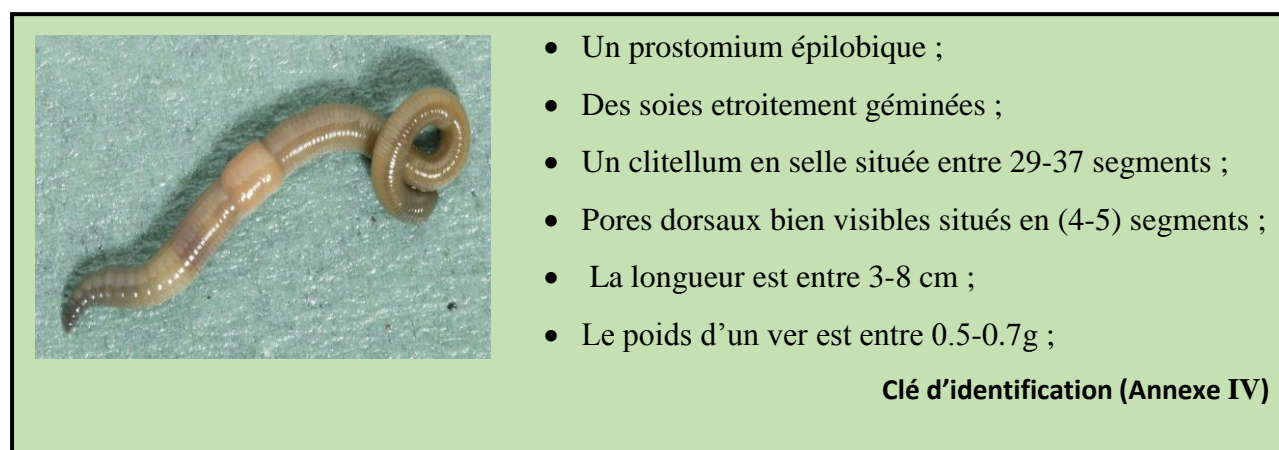 • Un prostomium épilobique ;
• Des soies etroitement géminées ;
• Un clitellum en selle située entre 29-37 segments ;
• Pores dorsaux bien visibles situés en (4-5) segments ;
• La longueur est entre 3-8 cm ;
• Le poids d’un ver est entre 0.5-0.7g ;
Clé d’identification (Annexe IV)